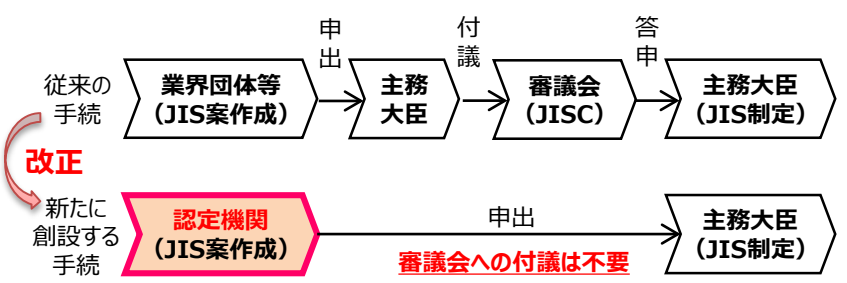 申出
付議
答申
従来の
手続
業界団体等
（JIS案作成）
主務
大臣
審議会
（JISC）
主務大臣
（JIS制定）
改正
新たに
創設する
手続
認定機関
（JIS案作成）
申出
審議会への付議は不要
主務大臣
（JIS制定）